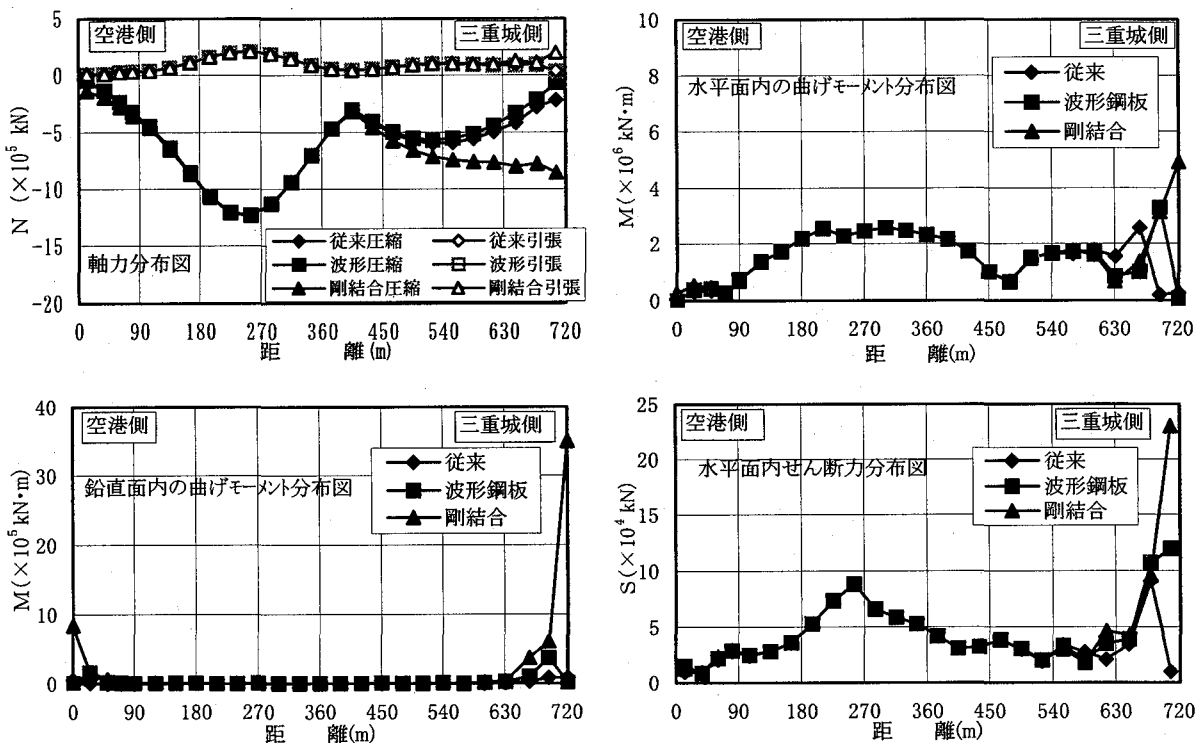 空港側
三重城側
5
0
-5
-10
-15
-20
N (×10⁵ kN)
従来圧縮
従来引張
波形圧縮
波形引張
剛結合圧縮
剛結合引張
軸力分布図
0 90 180 270 360 450 540 630 720
距 離(m)
空港側
三重城側
10
8
6
4
2
0
M(×10⁶ kN・m)
水平面内の曲げモーメント分布図
従来
波形鋼板
剛結合
0 90 180 270 360 450 540 630 720
距 離(m)
空港側
三重城側
40
30
20
10
0
M(×10⁵ kN・m)
鉛直面内の曲げモーメント分布図
従来
波形鋼板
剛結合
0 90 180 270 360 450 540 630 720
距 離(m)
空港側
三重城側
25
20
15
10
5
0
S(×10⁴ kN)
水平面内せん断力分布図
従来
波形鋼板
剛結合
0 90 180 270 360 450 540 630 720
距 離(m)